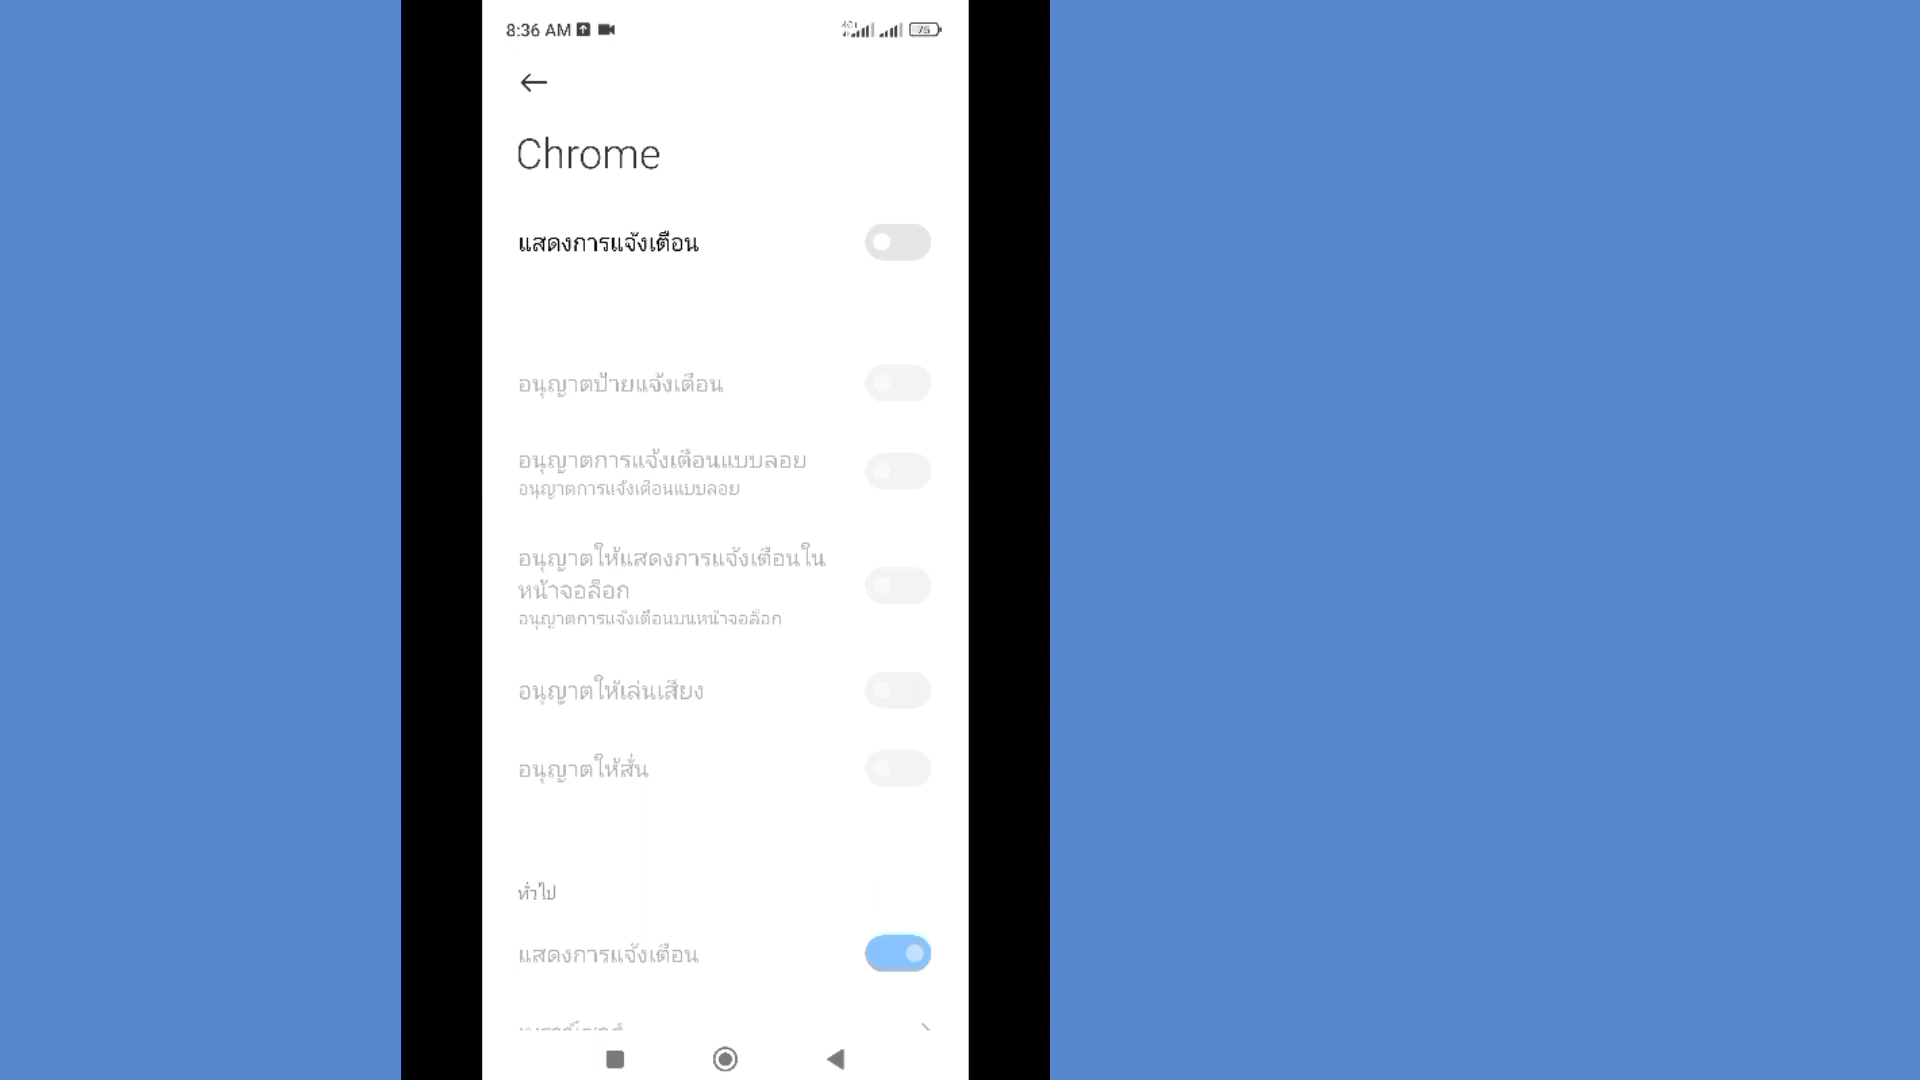 8:36 AM
4G
75
Chrome
แสดงการแจ้งเตือน
อนุญาตป้ายแจ้งเตือน
อนุญาตการแจ้งเตือนแบบลอย
อนุญาตการแจ้งเตือนแบบลอย
อนุญาตให้แสดงการแจ้งเตือนใน
หน้าจอล็อก
อนุญาตการแจ้งเตือนบนหน้าจอล็อก
อนุญาตให้เล่นเสียง
อนุญาตให้สั่น
ทั่วไป
แสดงการแจ้งเตือน